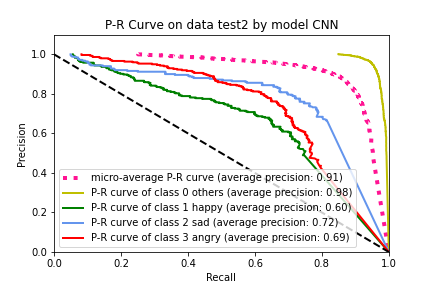 P-R Curve on data test2 by model CNN
1.0
0.8
0.6
0.4
0.2
0.0
Precision
micro-average P-R curve (average precision: 0.91)
P-R curve of class 0 others (average precision: 0.98)
P-R curve of class 1 happy (average precision: 0.60)
P-R curve of class 2 sad (average precision: 0.72)
P-R curve of class 3 angry (average precision: 0.69)
0.0 0.2 0.4 0.6 0.8 1.0
Recall